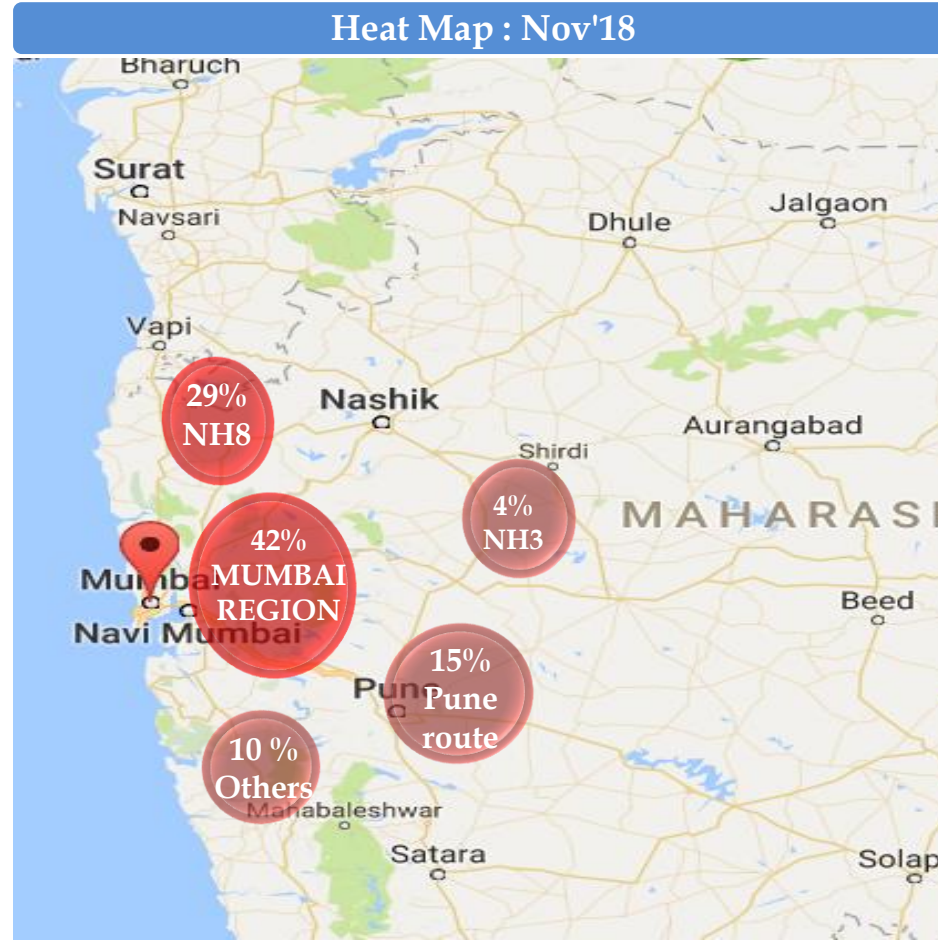 Heat Map : Nov'18
Bharuch
Surat
Navsari
Dhule
Jalgaon
Vapi
29%
NH8
Nashik
Aurangabad
Shirdi
4%
NH3
MAHARAS
42%
MUMBAI
REGION
Mumbai
Navi Mumbai
Beed
15%
Pune
route
Pune
10 %
Others
Mahabaleshwar
Satara
Solap